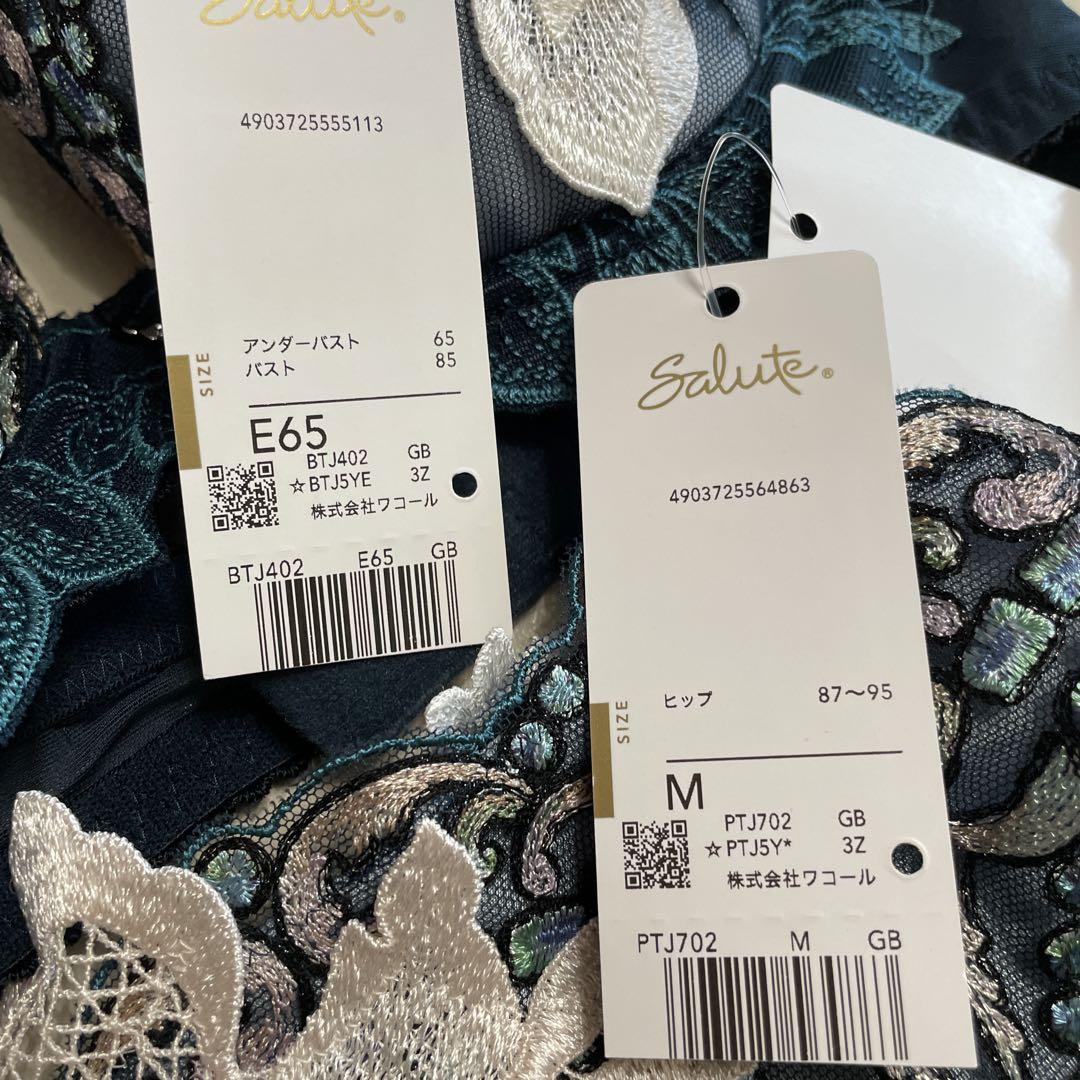 Salute®
4903725555113
アンダーバスト 65
バスト 85
SIZE
E65
BTJ402 GB
☆BTJ5YE 3Z
株式会社ワコール
BTJ402 E65 GB
Salute®
4903725564863
ヒップ 87〜95
SIZE
M
PTJ702 GB
☆PTJ5Y* 3Z
株式会社ワコール
PTJ702 M GB